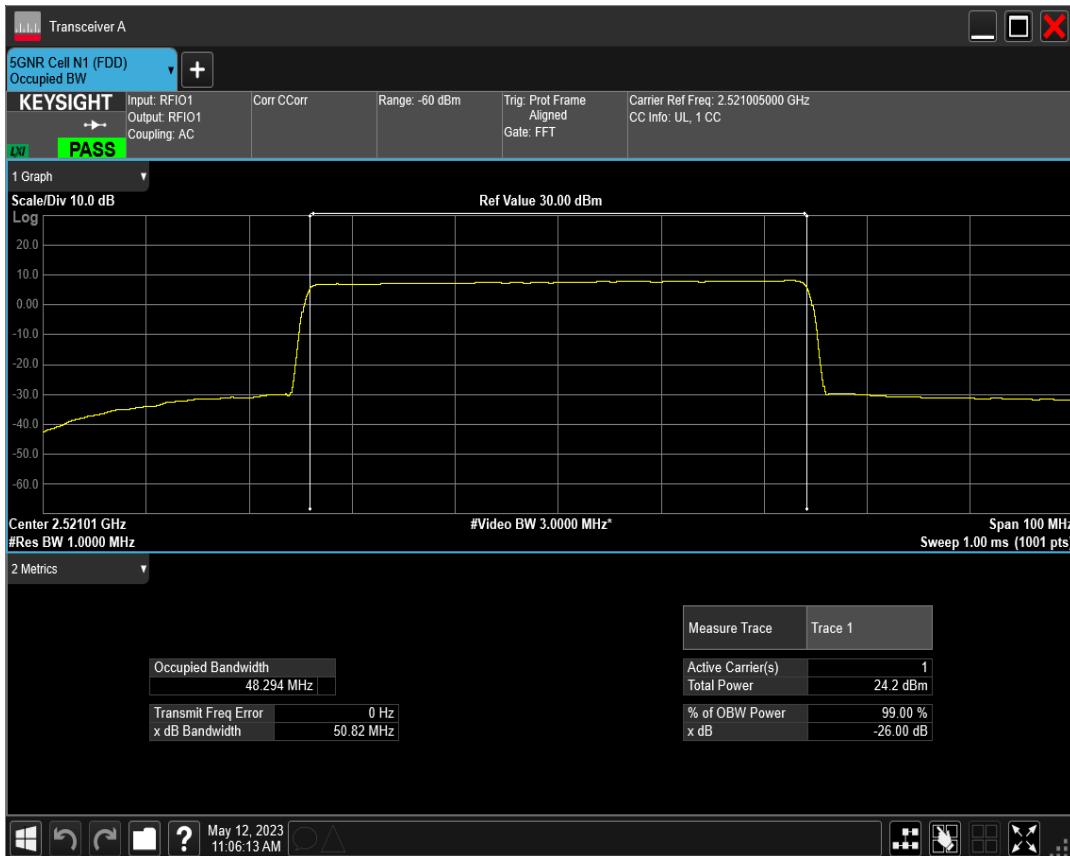 Transceiver A
5GNR Cell N1 (FDD)
Occupied BW
+
KEYSIGHT
LXI
PASS
Input: RFIO1
Output: RFIO1
Coupling: AC
Corr CCorr
Range: -60 dBm
Trig: Prot Frame
Aligned
Gate: FFT
Carrier Ref Freq: 2.521005000 GHz
CC Info: UL, 1 CC
1 Graph
Scale/Div 10.0 dB
Ref Value 30.00 dBm
Log
20.0
10.0
0.00
-10.0
-20.0
-30.0
-40.0
-50.0
-60.0
Center 2.52101 GHz
#Video BW 3.0000 MHz*
Span 100 MHz
#Res BW 1.0000 MHz
Sweep 1.00 ms (1001 pts)
2 Metrics
Measure Trace Trace 1
Occupied Bandwidth
48.294 MHz
Active Carrier(s) 1
Total Power 24.2 dBm
Transmit Freq Error 0 Hz
x dB Bandwidth 50.82 MHz
% of OBW Power 99.00 %
x dB -26.00 dB
?
May 12, 2023
11:06:13 AM